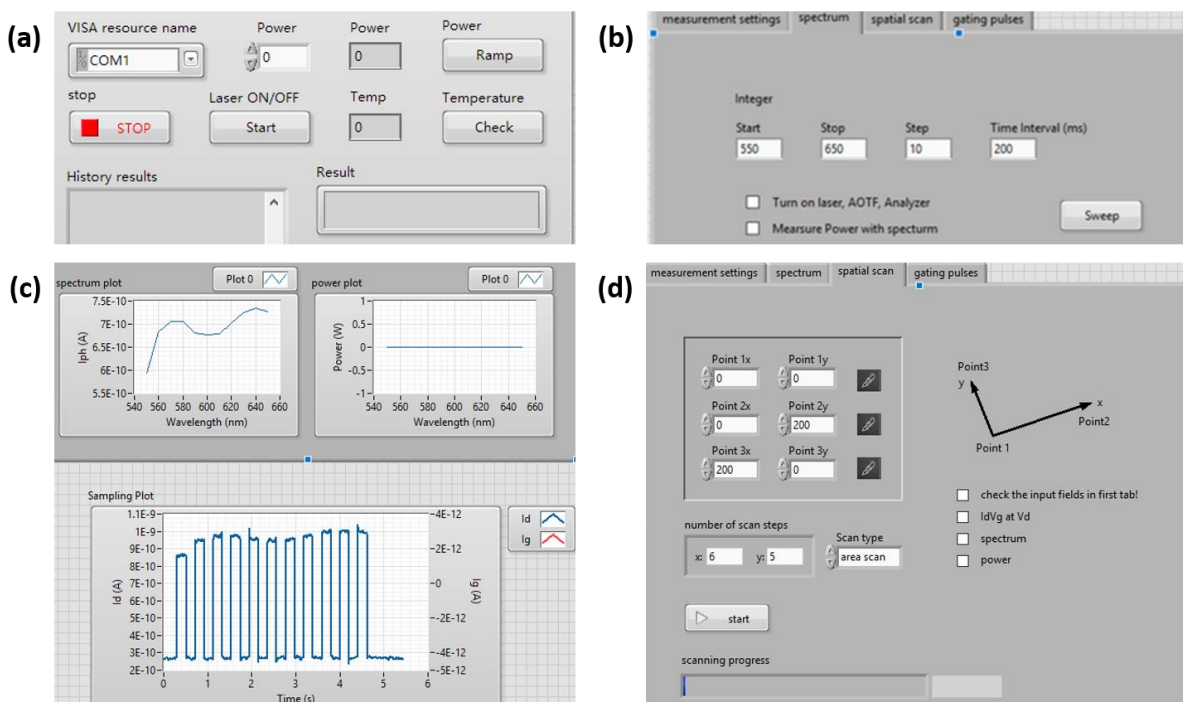 (a)
VISA resource name
Power
Power
Power
COM1
0
0
Ramp
stop
Laser ON/OFF
Temp
Temperature
STOP
Start
0
Check
History results
Result
(b)
measurement settings
spectrum
spatial scan
gating pulses
Integer
Start
Stop
Step
Time Interval (ms)
550
650
10
200
Turn on laser, AOTF, Analyzer
Mearsure Power with specturm
Sweep
(c)
spectrum plot
Plot 0
7.5E-10
7E-10
6.5E-10
6E-10
5.5E-10
Iph (A)
540 560 580 600 620 640 660
Wavelength (nm)
power plot
Plot 0
1
0.5
0
-0.5
-1
Power (W)
540 560 580 600 620 640 660
Wavelength (nm)
Sampling Plot
Id
Ig
1.1E-9
1E-9
9E-10
8E-10
7E-10
6E-10
5E-10
4E-10
3E-10
2E-10
Id (A)
4E-12
2E-12
0
-2E-12
-4E-12
-5E-12
Ig (A)
0 1 2 3 4 5 6
Time (s)
(d)
measurement settings
spectrum
spatial scan
gating pulses
Point 1x
Point 1y
0
0
Point 2x
Point 2y
0
200
Point 3x
Point 3y
200
0
Point3
y
x
Point2
Point 1
check the input fields in first tab!
IdVg at Vd
spectrum
power
number of scan steps
x: 6
y: 5
Scan type
area scan
start
scanning progress